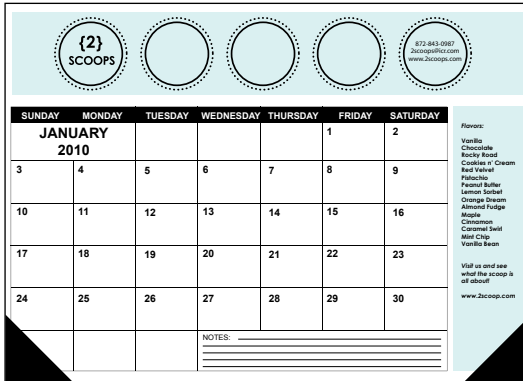 {2}
SCOOPS
872-843-0987
2scoops@icr.com
www.2scoops.com
SUNDAY MONDAY TUESDAY WEDNESDAY THURSDAY FRIDAY SATURDAY
JANUARY
2010
1 2
3 4 5 6 7 8 9
10 11 12 13 14 15 16
17 18 19 20 21 22 23
24 25 26 27 28 29 30
NOTES:
Flavors:
Vanilla
Chocolate
Rocky Road
Cookies n' Cream
Red Velvet
Pistachio
Peanut Butter
Lemon Sorbet
Orange Dream
Almond Fudge
Maple
Cinnamon
Caramel Swirl
Mint Chip
Vanilla Bean
Visit us and see
what the scoop is
all about!
www.2scoop.com